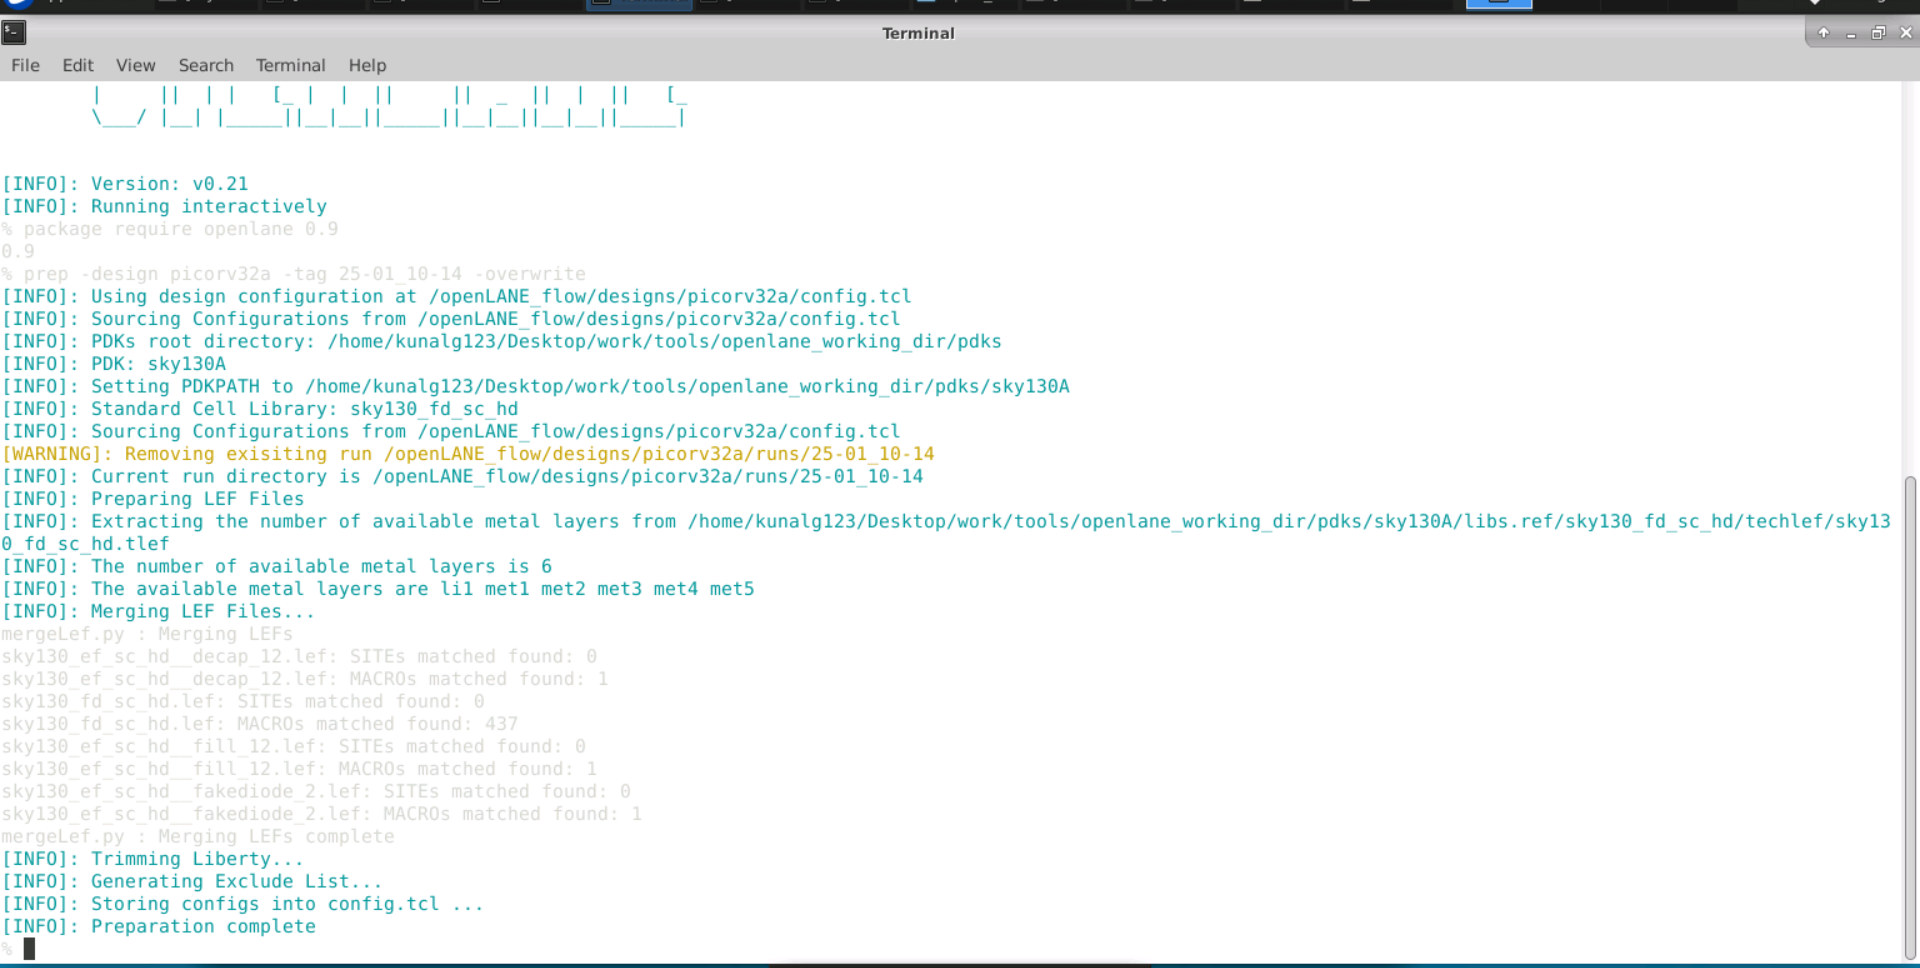 Terminal
File Edit View Search Terminal Help
[INFO]: Version: v0.21
[INFO]: Running interactively
% package require openlane 0.9
0.9
% prep -design picorv32a -tag 25-01_10-14 -overwrite
[INFO]: Using design configuration at /openLANE_flow/designs/picorv32a/config.tcl
[INFO]: Sourcing Configurations from /openLANE_flow/designs/picorv32a/config.tcl
[INFO]: PDKs root directory: /home/kunalg123/Desktop/work/tools/openlane_working_dir/pdks
[INFO]: PDK: sky130A
[INFO]: Setting PDKPATH to /home/kunalg123/Desktop/work/tools/openlane_working_dir/pdks/sky130A
[INFO]: Standard Cell Library: sky130_fd_sc_hd
[INFO]: Sourcing Configurations from /openLANE_flow/designs/picorv32a/config.tcl
[WARNING]: Removing exisiting run /openLANE_flow/designs/picorv32a/runs/25-01_10-14
[INFO]: Current run directory is /openLANE_flow/designs/picorv32a/runs/25-01_10-14
[INFO]: Preparing LEF Files
[INFO]: Extracting the number of available metal layers from /home/kunalg123/Desktop/work/tools/openlane_working_dir/pdks/sky130A/libs.ref/sky130_fd_sc_hd/techlef/sky13
0_fd_sc_hd.tlef
[INFO]: The number of available metal layers is 6
[INFO]: The available metal layers are li1 met1 met2 met3 met4 met5
[INFO]: Merging LEF Files...
mergeLef.py : Merging LEFs
sky130_ef_sc_hd__decap_12.lef: SITEs matched found: 0
sky130_ef_sc_hd__decap_12.lef: MACROs matched found: 1
sky130_fd_sc_hd.lef: SITEs matched found: 0
sky130_fd_sc_hd.lef: MACROs matched found: 437
sky130_ef_sc_hd__fill_12.lef: SITEs matched found: 0
sky130_ef_sc_hd__fill_12.lef: MACROs matched found: 1
sky130_ef_sc_hd__fakediode_2.lef: SITEs matched found: 0
sky130_ef_sc_hd__fakediode_2.lef: MACROs matched found: 1
mergeLef.py : Merging LEFs complete
[INFO]: Trimming Liberty...
[INFO]: Generating Exclude List...
[INFO]: Storing configs into config.tcl ...
[INFO]: Preparation complete
%